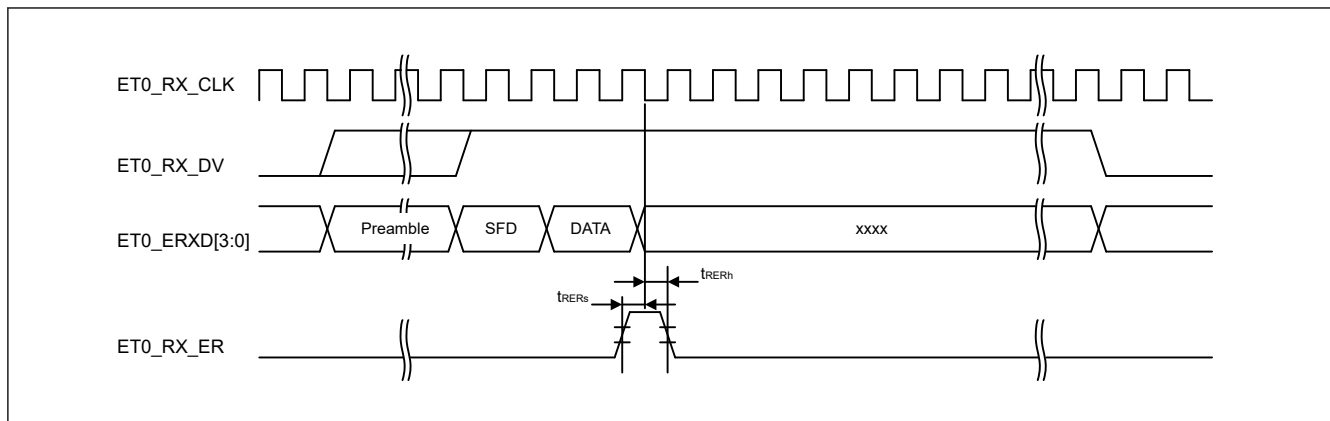 ET0_RX_CLK
ET0_RX_DV
ET0_ERXD[3:0]
Preamble
SFD
DATA
xxxx
tRERh
tRERs
ET0_RX_ER